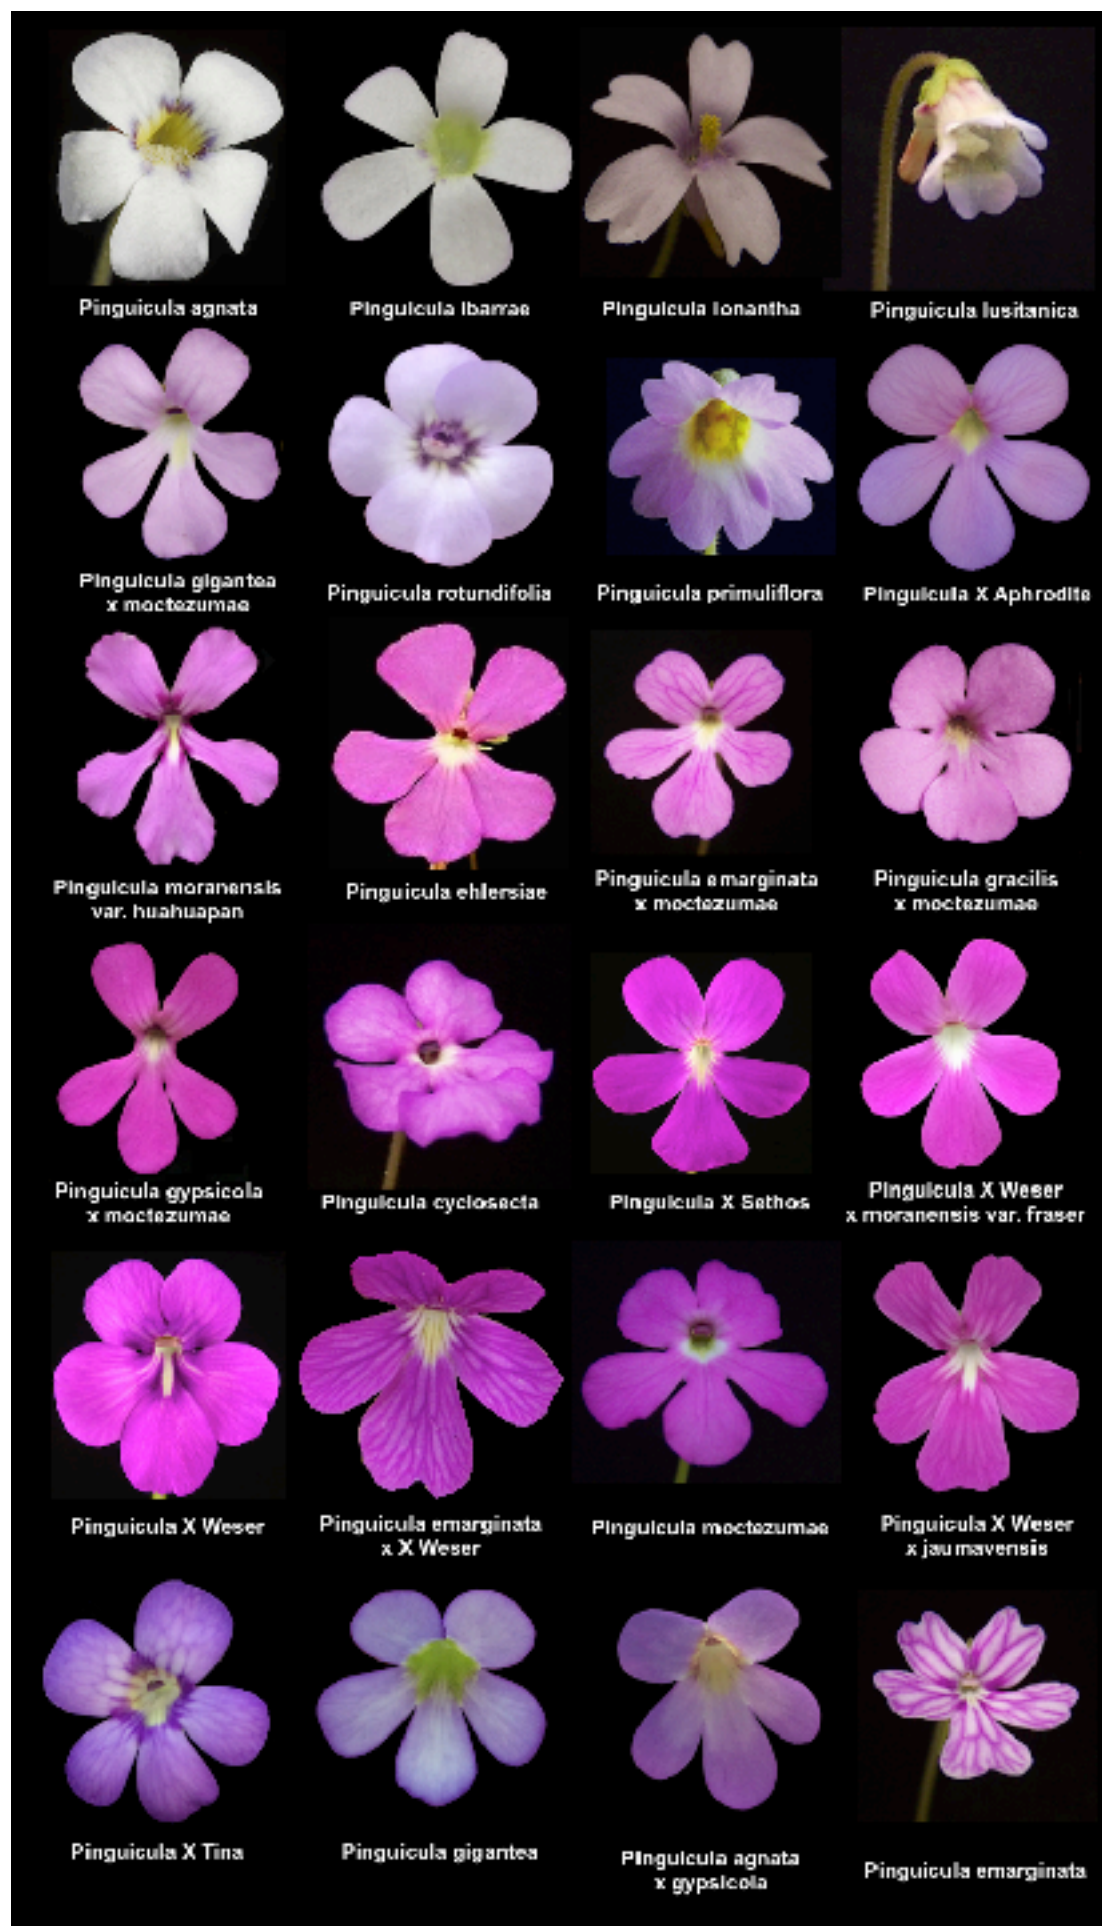 Pinguicula agnata
Pinguicula ibarrae
Pinguicula ionantha
Pinguicula lusitanica
Pinguicula gigantea
x moctezumae
Pinguicula rotundifolia
Pinguicula primuliflora
Pinguicula X Aphrodite
Pinguicula moranensis
var. huahuapan
Pinguicula ehlersiae
Pinguicula emarginata
x moctezumae
Pinguicula gracilis
x moctezumae
Pinguicula gypsicola
x moctezumae
Pinguicula cyclosecta
Pinguicula X Sethos
Pinguicula X Weser
x moranensis var. fraser
Pinguicula X Weser
Pinguicula emarginata
x X Weser
Pinguicula moctezumae
Pinguicula X Weser
x jaumavensis
Pinguicula X Tina
Pinguicula gigantea
Pinguicula agnata
x gypsicola
Pinguicula emarginata